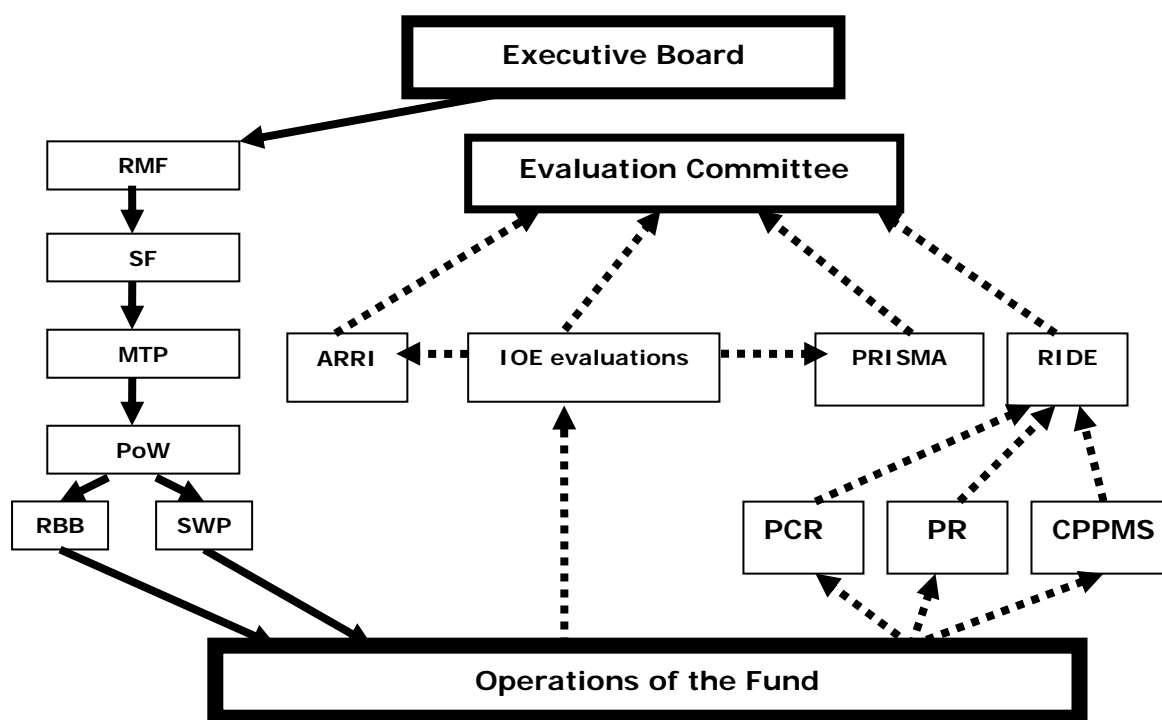 Executive Board
RMF
Evaluation Committee
SF
MTP
ARRI
IOE evaluations
PRISMA
RIDE
PoW
RBB
SWP
PCR
PR
CPPMS
Operations of the Fund